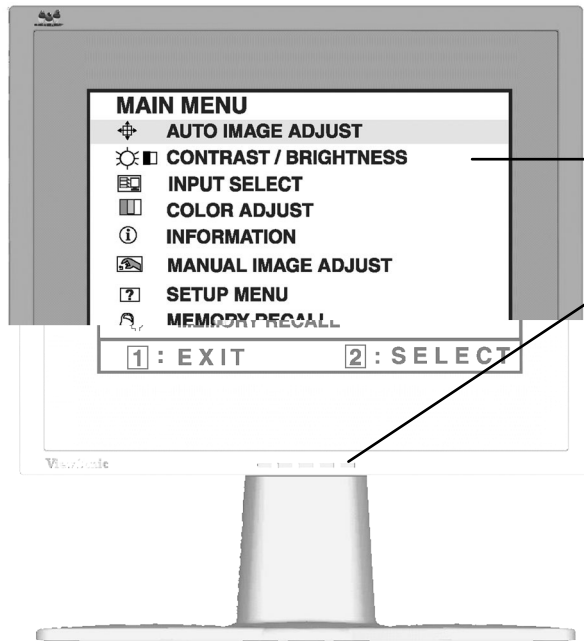 MAIN MENU
AUTO IMAGE ADJUST
CONTRAST / BRIGHTNESS
INPUT SELECT
COLOR ADJUST
INFORMATION
MANUAL IMAGE ADJUST
SETUP MENU
MEMORY RECALL
1 : EXIT 2 : SELECT
ViewSonic